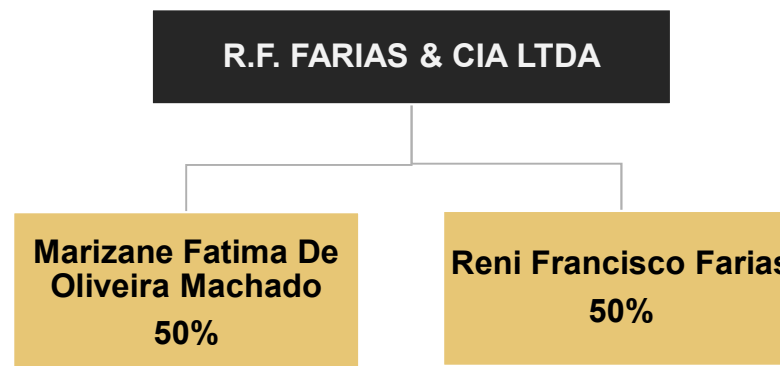 R.F. FARIAS & CIA LTDA
Marizane Fatima De
Oliveira Machado
50%
Reni Francisco Farias
50%